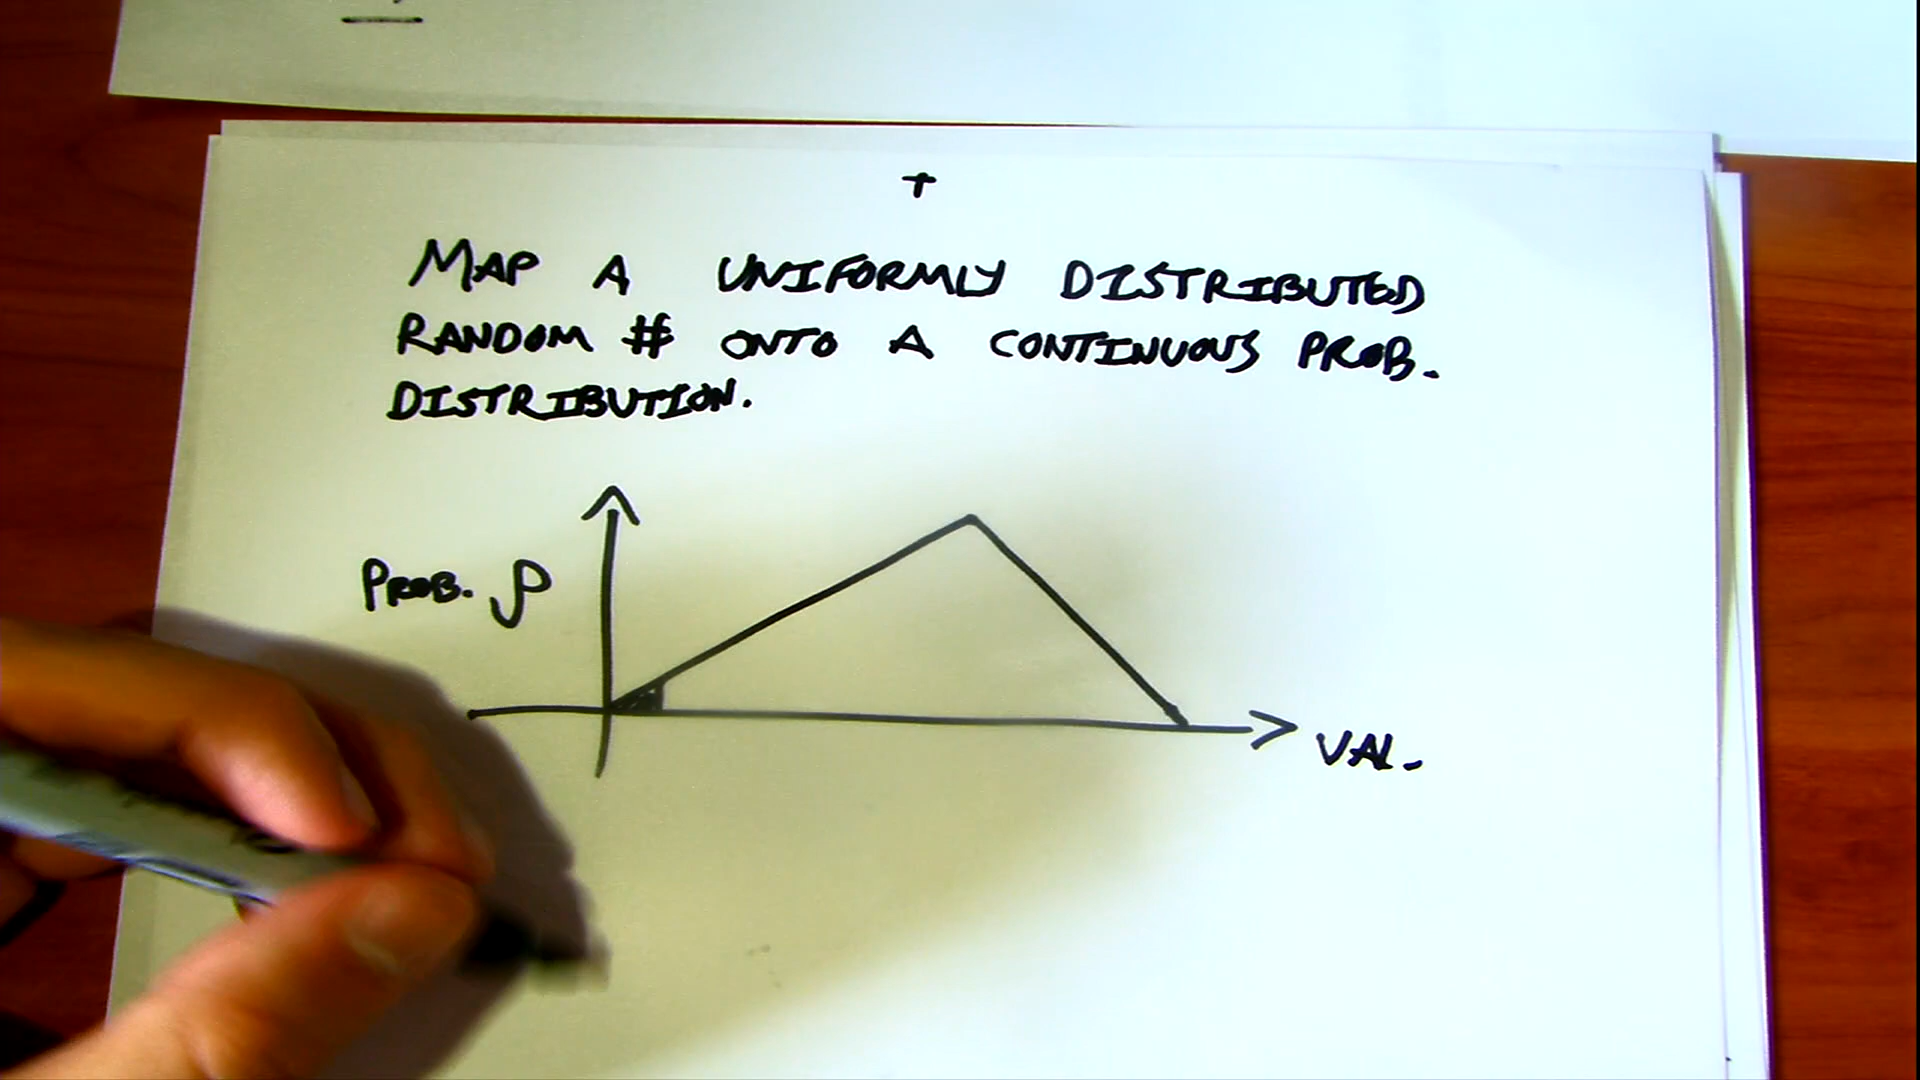 MAP A UNIFORMLY DISTRIBUTED
RANDOM # ONTO A CONTINUOUS PROB.
DISTRIBUTION.
PROB. ρ
VAL.